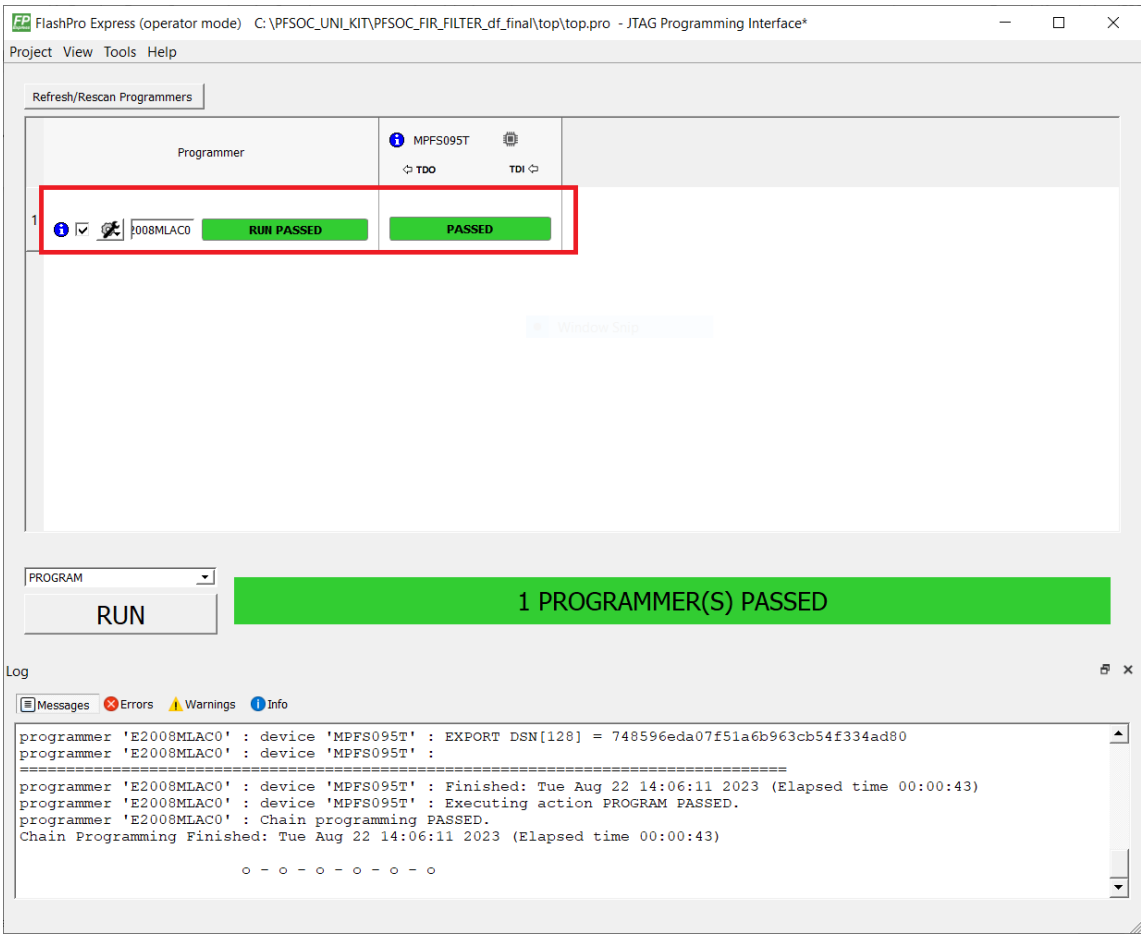 FP FlashPro Express (operator mode) C: \PFSOC_UNI_KIT\PFSOC_FIR_FILTER_df_final\top\top.pro - JTAG Programming Interface*
Project View Tools Help
Refresh/Rescan Programmers
Programmer
MPFS095T
TDO TDI
1
2008MLAC0 RUN PASSED PASSED
Window Snip
PROGRAM
RUN
1 PROGRAMMER(S) PASSED
Log
Messages Errors Warnings Info
programmer 'E2008MLAC0' : device 'MPFS095T' : EXPORT DSN[128] = 748596eda07f51a6b963cb54f334ad80
programmer 'E2008MLAC0' : device 'MPFS095T' :
===================================================================================
programmer 'E2008MLAC0' : device 'MPFS095T' : Finished: Tue Aug 22 14:06:11 2023 (Elapsed time 00:00:43)
programmer 'E2008MLAC0' : device 'MPFS095T' : Executing action PROGRAM PASSED.
programmer 'E2008MLAC0' : Chain programming PASSED.
Chain Programming Finished: Tue Aug 22 14:06:11 2023 (Elapsed time 00:00:43)
o - o - o - o - o - o